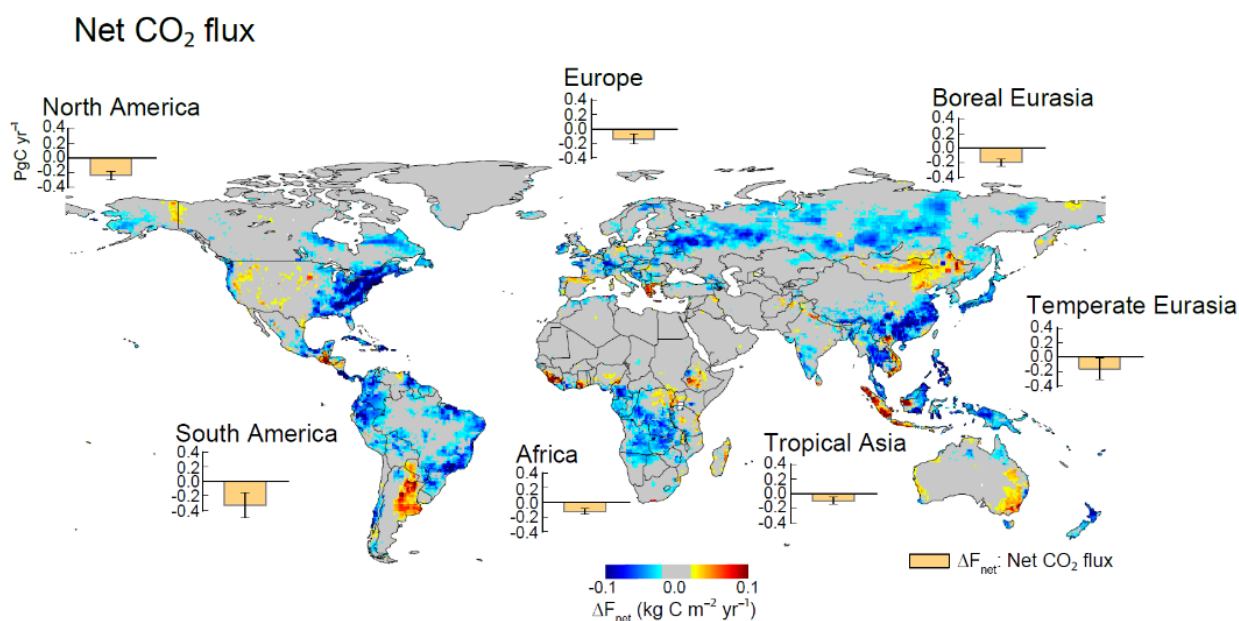 Net CO₂ flux
North America
PgC yr⁻¹
0.4
0.2
0.0
-0.2
-0.4
Europe
0.4
0.2
0.0
-0.2
-0.4
Boreal Eurasia
0.4
0.2
0.0
-0.2
-0.4
Temperate Eurasia
0.4
0.2
0.0
-0.2
-0.4
South America
0.4
0.2
0.0
-0.2
-0.4
Africa
0.4
0.2
0.0
-0.2
-0.4
Tropical Asia
0.4
0.2
0.0
-0.2
-0.4
ΔFnet: Net CO₂ flux
-0.1 0.0 0.1
ΔFnet (kg C m⁻² yr⁻¹)